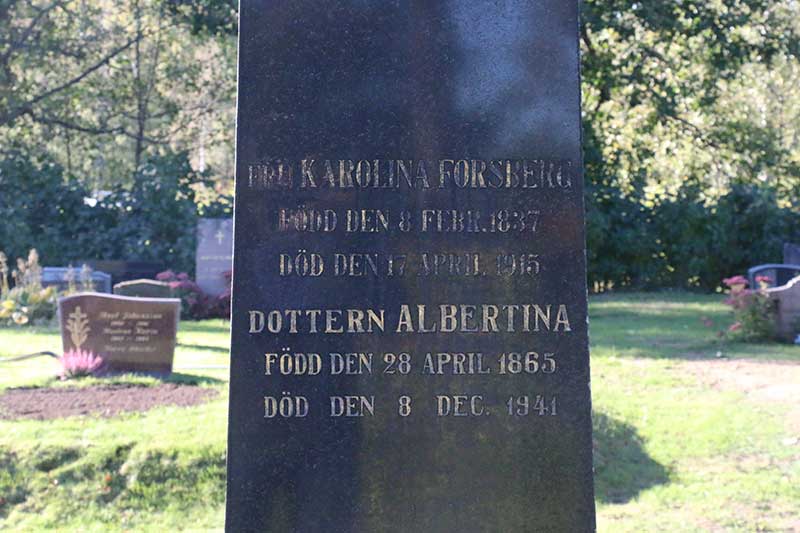 KAROLINA FORSBERG
FÖDD DEN 8 FEBR. 1837
DÖD DEN 17 APRIL 1915
DOTTERN ALBERTINA
FÖDD DEN 28 APRIL 1865
DÖD DEN 8 DEC. 1941